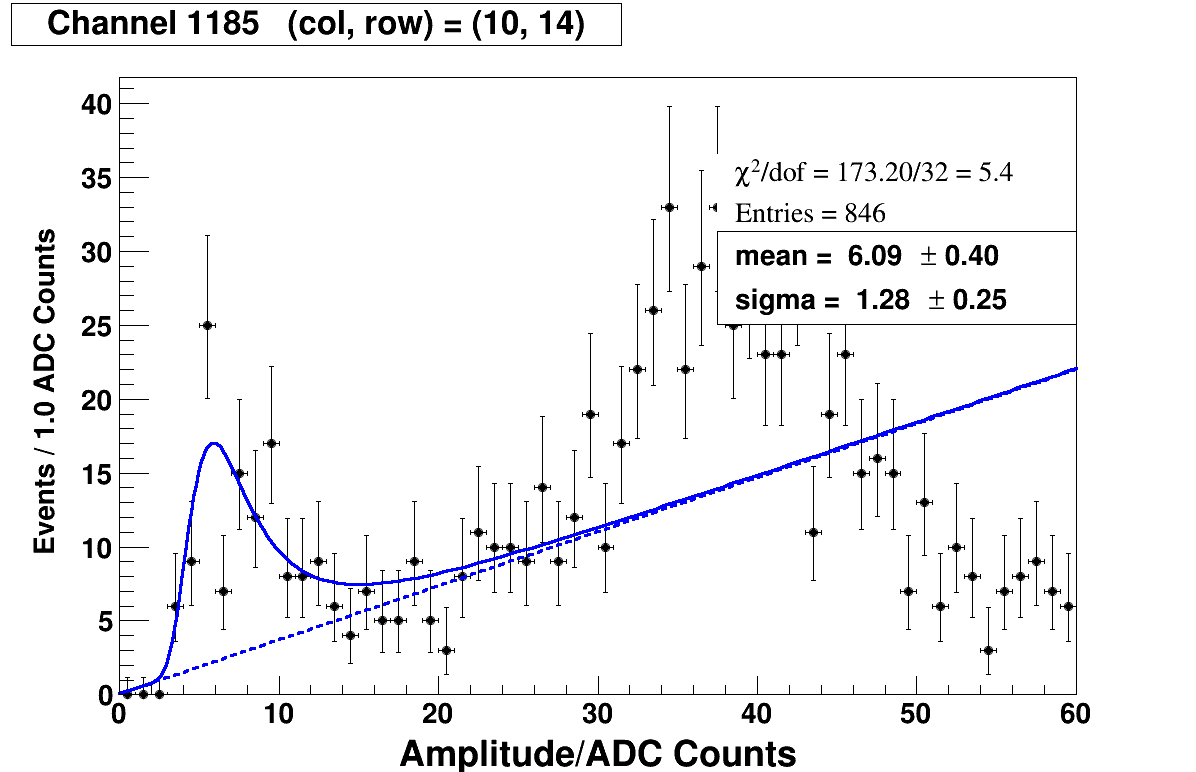 Channel 1185 (col, row) = (10, 14)
40
35
30
25
20
15
10
5
0
Events / 1.0 ADC Counts
χ²/dof = 173.20/32 = 5.4
Entries = 846
mean = 6.09 ± 0.40
sigma = 1.28 ± 0.25
0 10 20 30 40 50 60
Amplitude/ADC Counts